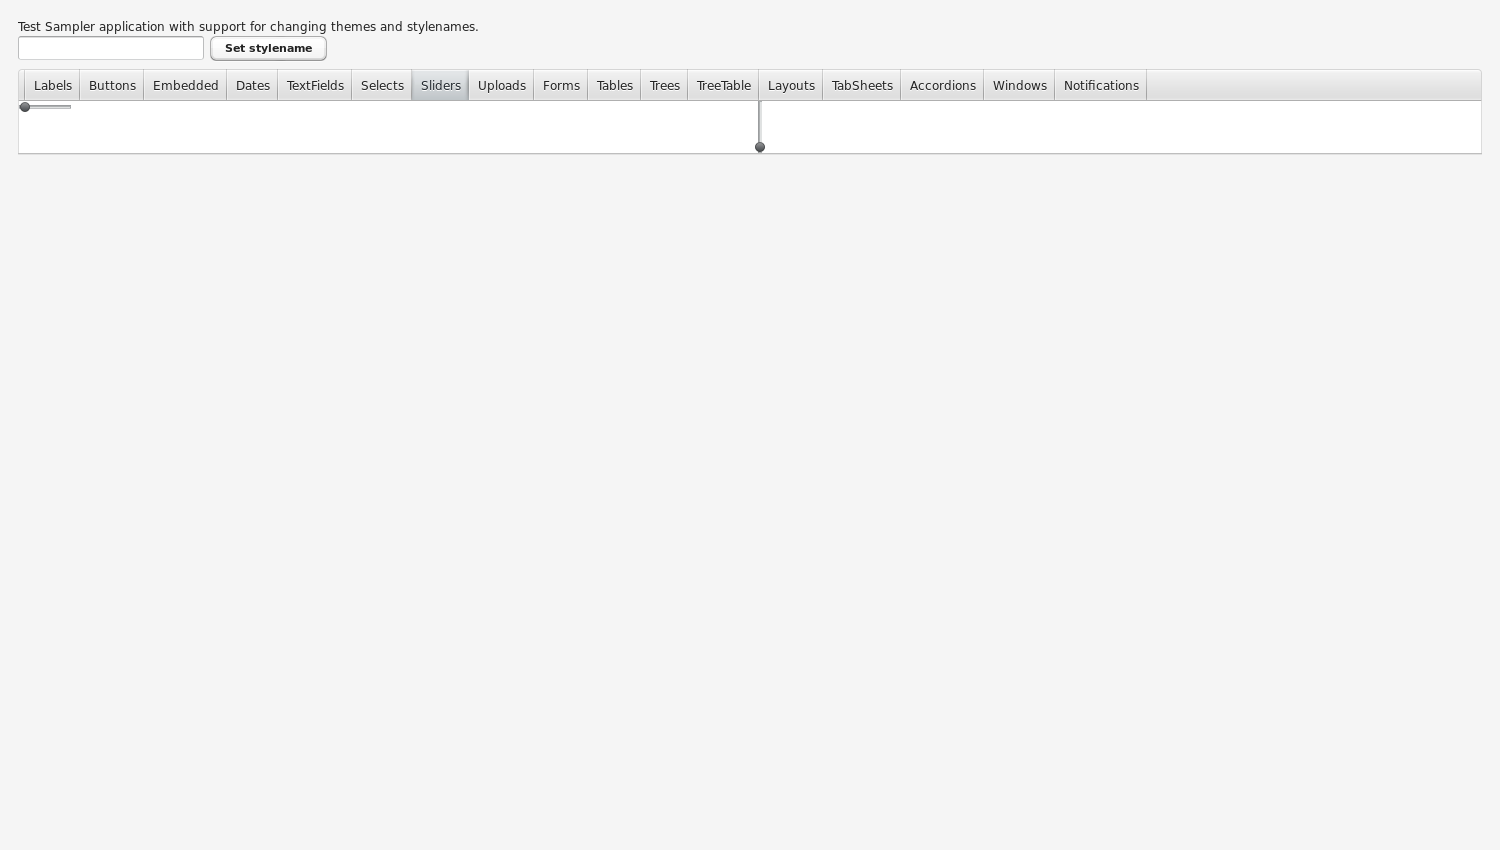 Test Sampler application with support for changing themes and stylenames.
Set stylename
Labels Buttons Embedded Dates TextFields Selects Sliders Uploads Forms Tables Trees TreeTable Layouts TabSheets Accordions Windows Notifications